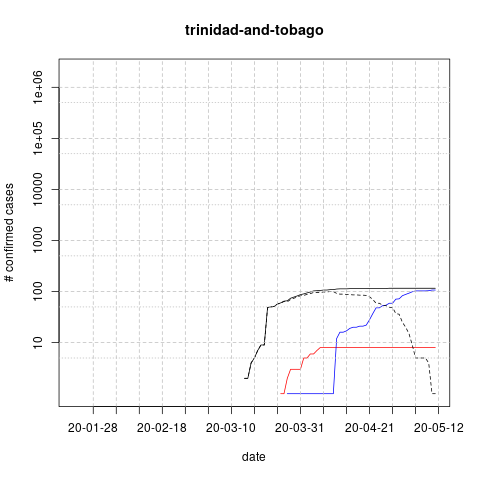 trinidad-and-tobago
# confirmed cases
1e+06
1e+05
10000
1000
100
10
20-01-28 20-02-18 20-03-10 20-03-31 20-04-21 20-05-12
date